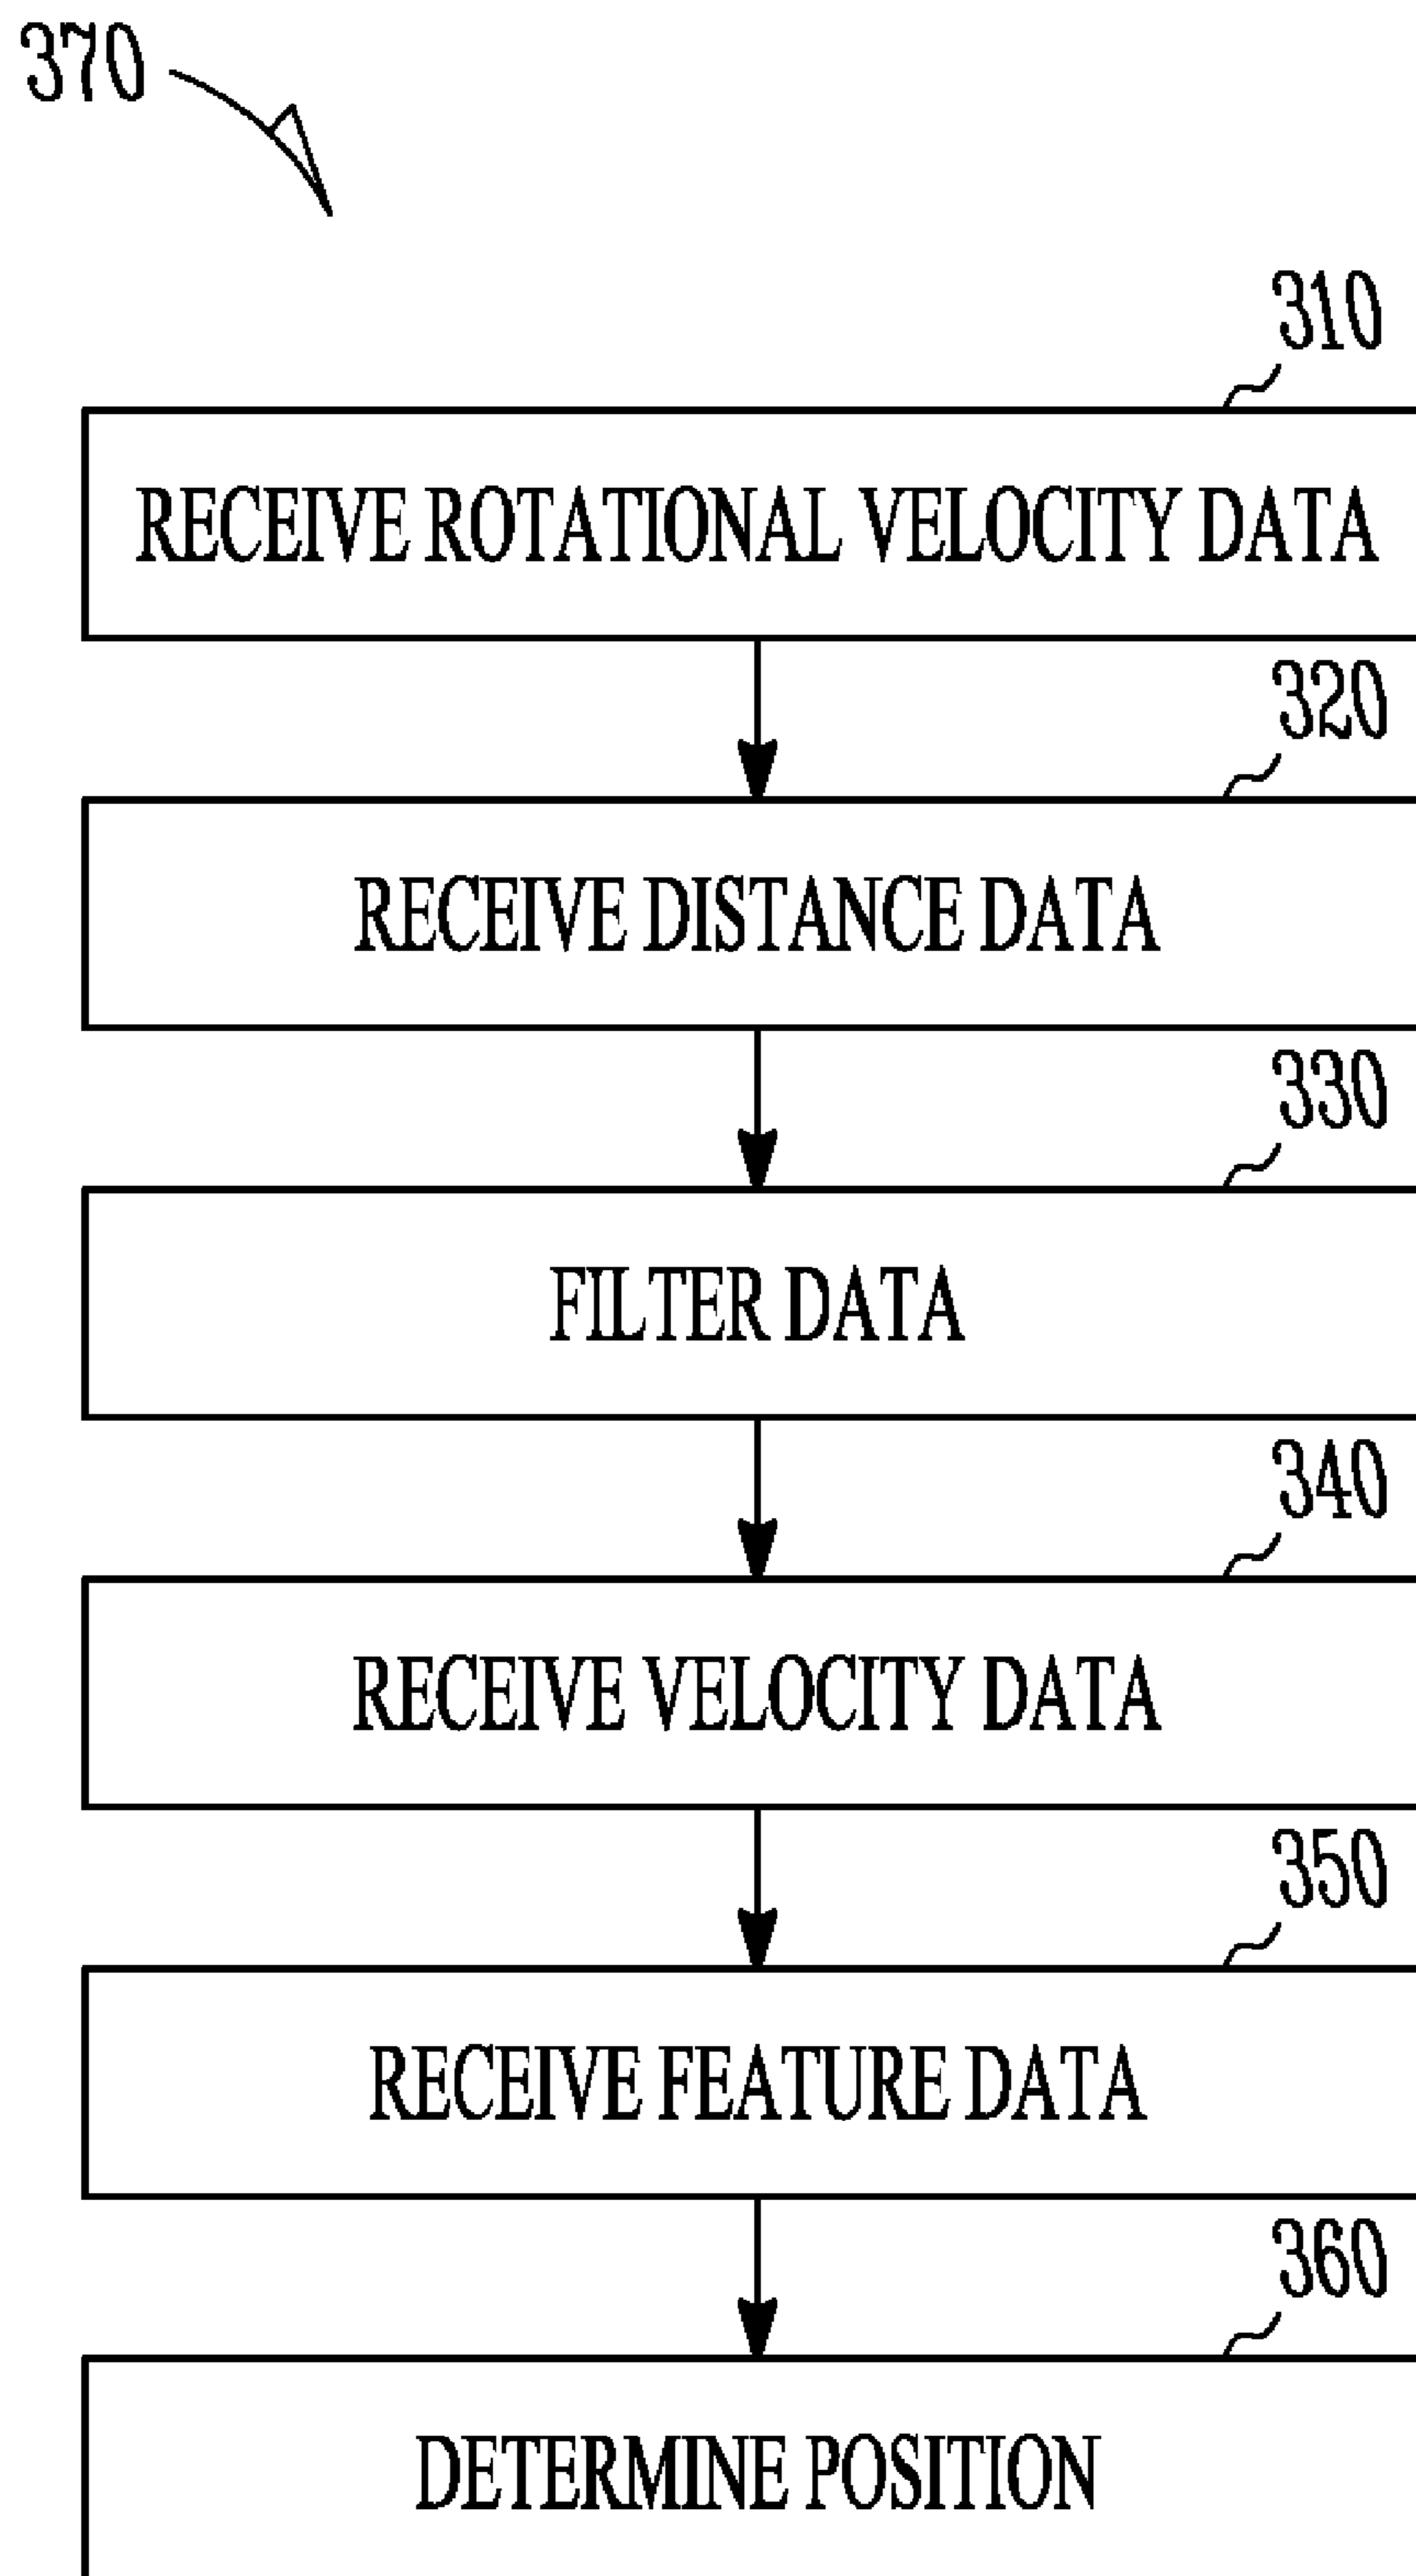 370
310
RECEIVE ROTATIONAL VELOCITY DATA
320
RECEIVE DISTANCE DATA
330
FILTER DATA
340
RECEIVE VELOCITY DATA
350
RECEIVE FEATURE DATA
360
DETERMINE POSITION